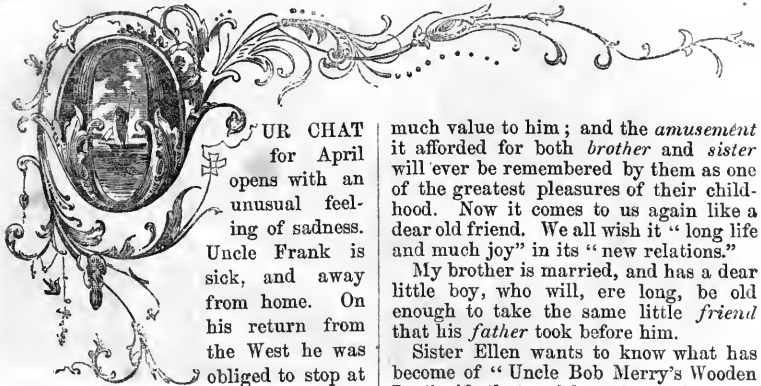 OUR CHAT
for April
opens with an
unusual feel-
ing of sadness.
Uncle Frank is
sick, and away
from home. On
his return from
the West he was
obliged to stop at
much value to him; and the amusement
it afforded for both brother and sister
will ever be remembered by them as one
of the greatest pleasures of their child-
hood. Now it comes to us again like a
dear old friend. We all wish it "long life
and much joy" in its "new relations."
My brother is married, and has a dear
little boy, who will, ere long, be old
enough to take the same little friend
that his father took before him.
Sister Ellen wants to know what has
become of "Uncle Bob Merry's Wooden